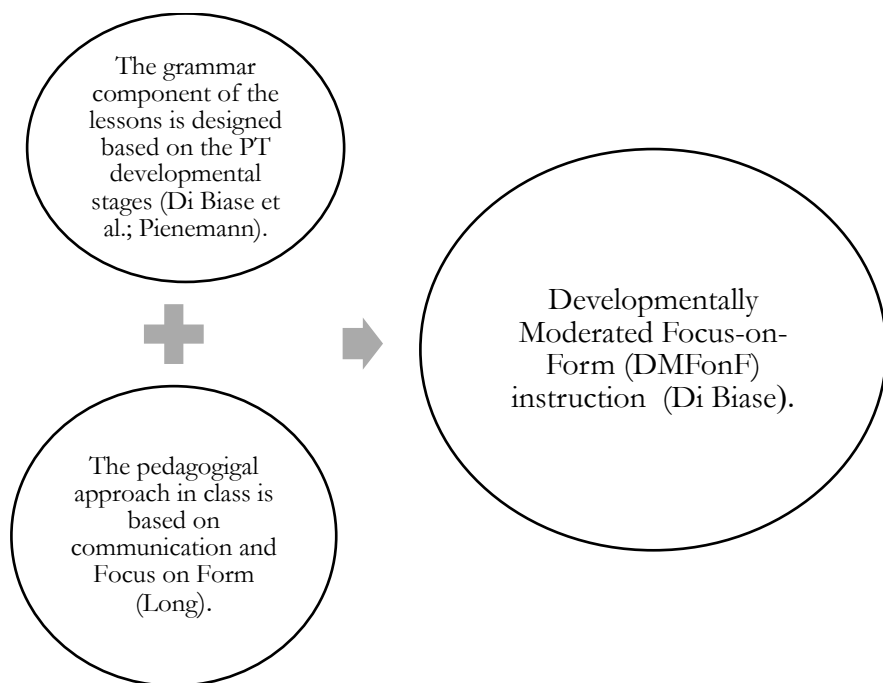 The grammar
component of the
lessons is designed
based on the PT
developmental
stages (Di Biase et
al.; Pienemann).
The pedagogigal
approach in class is
based on
communication and
Focus on Form
(Long).
Developmentally
Moderated Focus-on-
Form (DMFonF)
instruction (Di Biase).